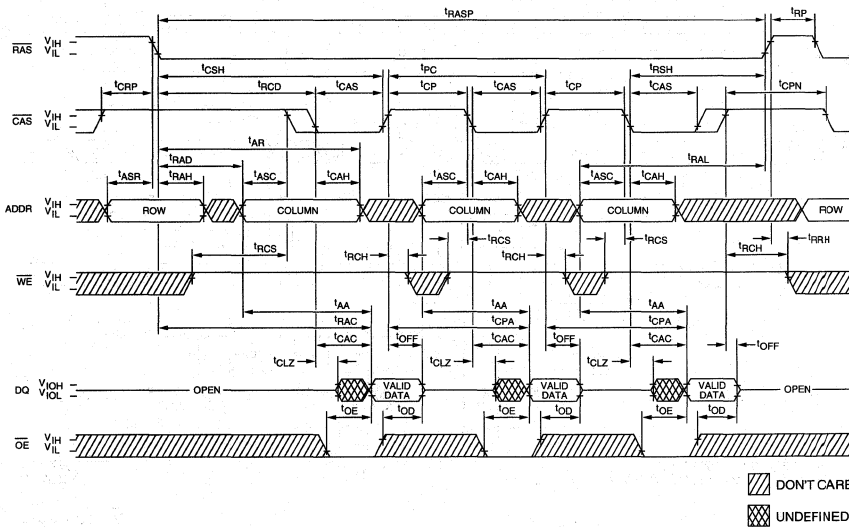 tRASP tRP
RAS VIH VIL
tCSH tPC tRSH
tCRP tRCD tCAS tCP tCAS tCP tCAS tCPN
CAS VIH VIL
tAR
tRAD tRAL
tASR tRAH tASC tCAH tASC tCAH tASC tCAH
ADDR VIH VIL ROW COLUMN COLUMN COLUMN ROW
tRCS tRCH tRCS tRCH tRCS tRCH tRRH
WE VIH VIL
tAA tAA tAA
tRAC tCPA tCPA
tCAC tOFF tCAC tOFF tCAC tOFF
tCLZ tCLZ tCLZ
DQ VIOH VIOL OPEN VALID DATA VALID DATA VALID DATA OPEN
tOE tOD tOE tOD tOE tOD
OE VIH VIL
DON'T CARE
UNDEFINED